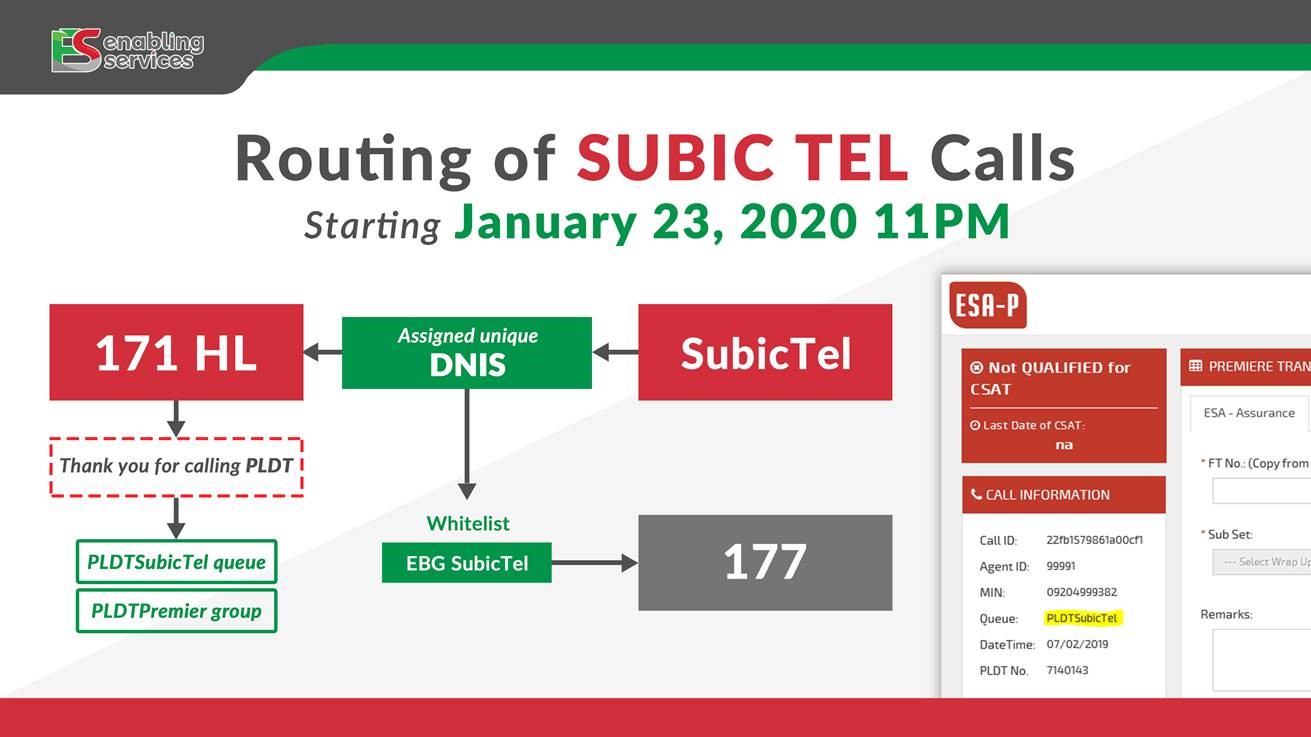 enabling
services
Routing of SUBIC TEL Calls
Starting January 23, 2020 11PM
171 HL
Assigned unique
DNIS
SubicTel
Thank you for calling PLDT
PLDTSubicTel queue
PLDTPremier group
Whitelist
EBG SubicTel
177
ESA-P
Not QUALIFIED for
CSAT
Last Date of CSAT:
na
CALL INFORMATION
Call ID: 22fb1579861a00cf1
Agent ID: 99991
MIN: 09204999382
Queue: PLDTSubicTel
DateTime: 07/02/2019
PLDT No. 7140143
PREMIERE TRAN
ESA - Assurance
* FT No.: (Copy from
* Sub Set:
--- Select Wrap Up
Remarks: